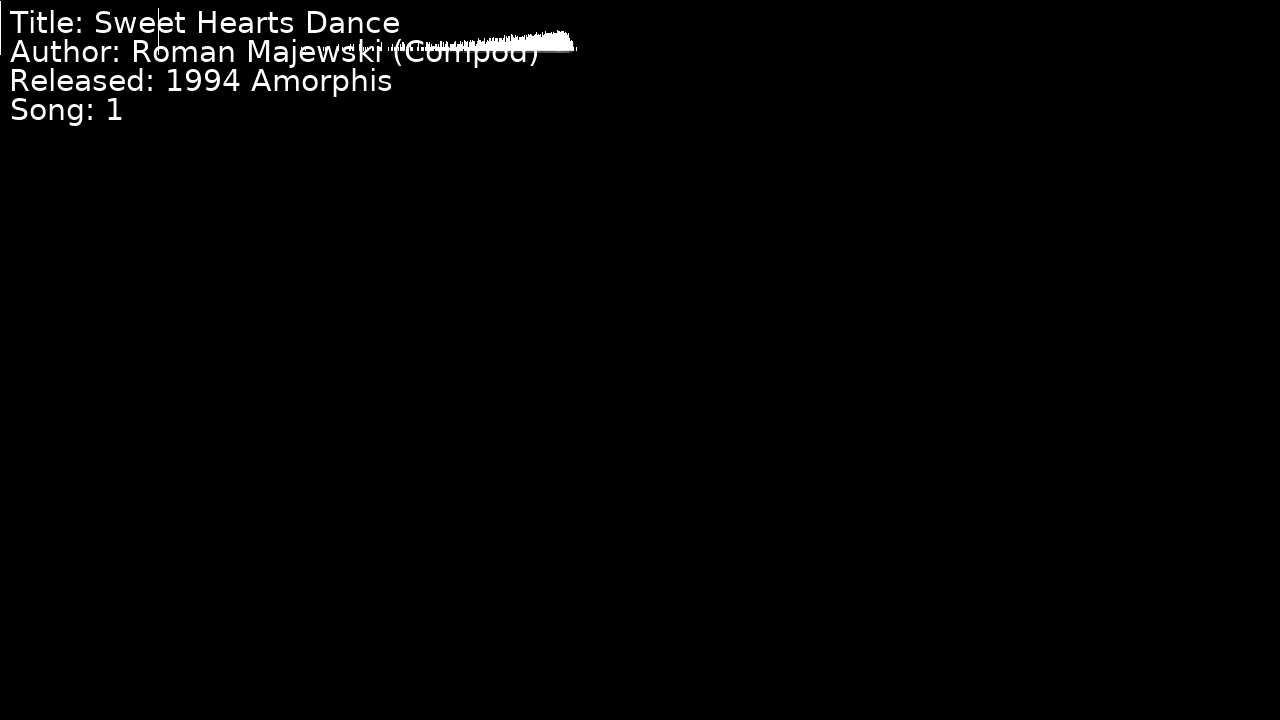 Title: Sweet Hearts Dance
Author: Roman Majewski (Compod)
Released: 1994 Amorphis
Song: 1